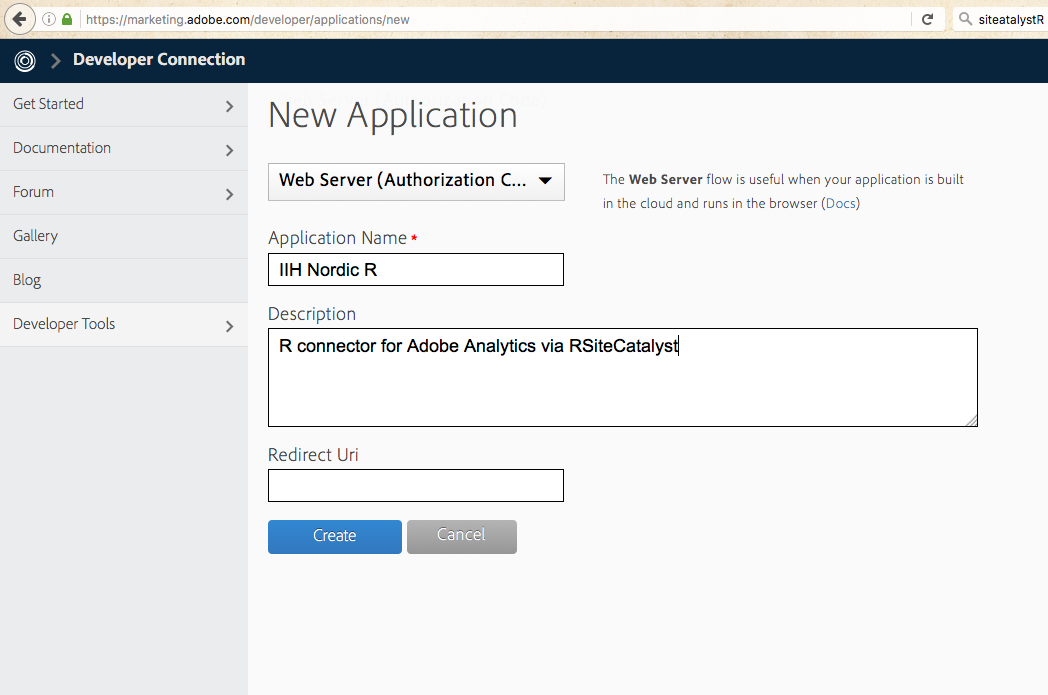 https://marketing.adobe.com/developer/applications/new
siteatalystR
Developer Connection
Get Started
Documentation
Forum
Gallery
Blog
Developer Tools
New Application
Web Server (Authorization C...
The Web Server flow is useful when your application is built
in the cloud and runs in the browser (Docs)
Application Name *
IIH Nordic R
Description
R connector for Adobe Analytics via RSiteCatalyst
Redirect Uri
Create
Cancel